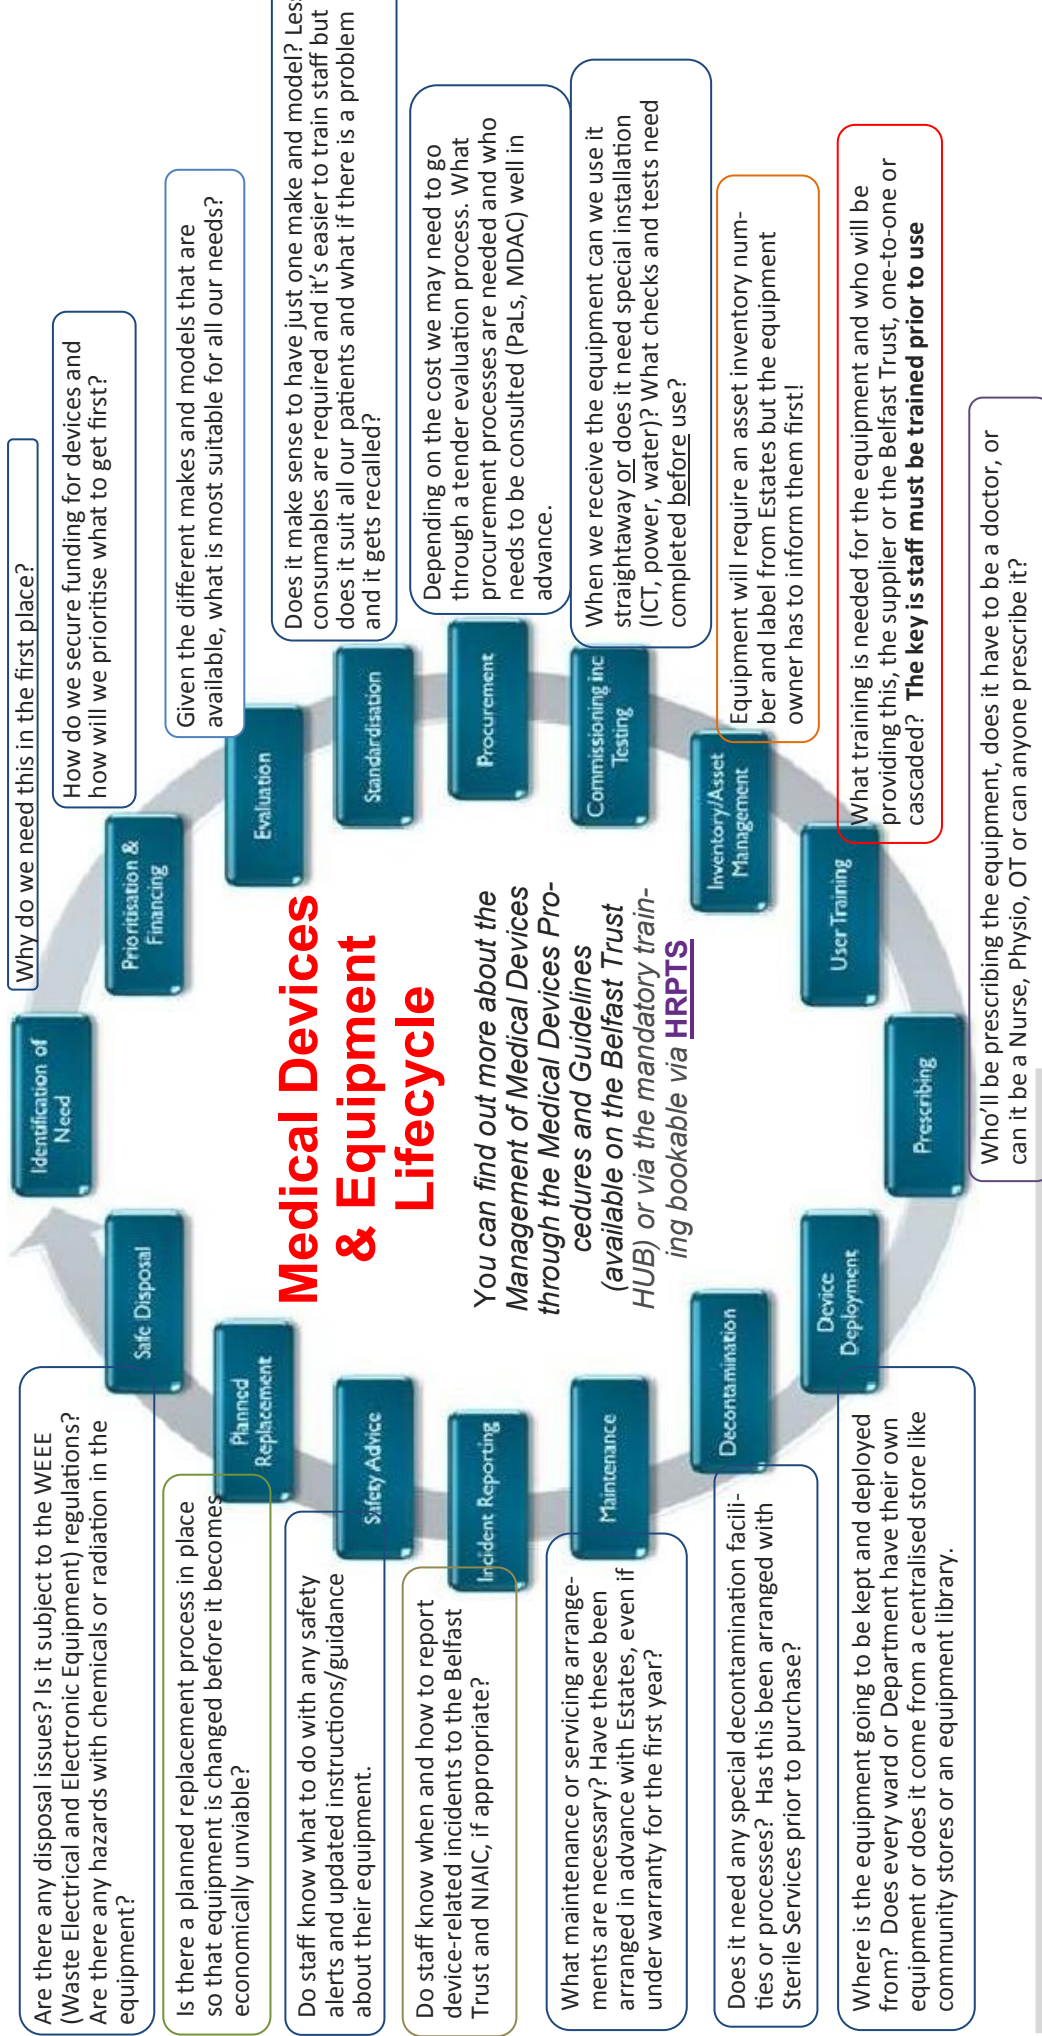 Medical Devices
& Equipment
Lifecycle
You can find out more about the
Management of Medical Devices
through the Medical Devices Pro-
cedures and Guidelines
(available on the Belfast Trust
HUB) or via the mandatory train-
ing bookable via HRPTS
Identification of
Need
Why do we need this in the first place?
Prioritisation &
Financing
How do we secure funding for devices and
how will we prioritise what to get first?
Evaluation
Given the different makes and models that are
available, what is most suitable for all our needs?
Standardisation
Does it make sense to have just one make and model? Less
consumables are required and it's easier to train staff but
does it suit all our patients and what if there is a problem
and it gets recalled?
Procurement
Depending on the cost we may need to go
through a tender evaluation process. What
procurement processes are needed and who
needs to be consulted (PaLs, MDAC) well in
advance.
Commissioning inc
Testing
When we receive the equipment can we use it
straightaway or does it need special installation
(ICT, power, water)? What checks and tests need
completed before use?
Inventory/Asset
Management
Equipment will require an asset inventory num-
ber and label from Estates but the equipment
owner has to inform them first!
User Training
What training is needed for the equipment and who will be
providing this, the supplier or the Belfast Trust, one-to-one or
cascaded? The key is staff must be trained prior to use
Prescribing
Who'll be prescribing the equipment, does it have to be a doctor, or
can it be a Nurse, Physio, OT or can anyone prescribe it?
Device
Deployment
Where is the equipment going to be kept and deployed
from? Does every ward or Department have their own
equipment or does it come from a centralised store like
community stores or an equipment library.
Decontamination
Does it need any special decontamination facili-
ties or processes? Has this been arranged with
Sterile Services prior to purchase?
Maintenance
What maintenance or servicing arrange-
ments are necessary? Have these been
arranged in advance with Estates, even if
under warranty for the first year?
Incident Reporting
Do staff know when and how to report
device-related incidents to the Belfast
Trust and NIAIC, if appropriate?
Safety Advice
Do staff know what to do with any safety
alerts and updated instructions/guidance
about their equipment.
Planned
Replacement
Is there a planned replacement process in place
so that equipment is changed before it becomes
economically unviable?
Safe Disposal
Are there any disposal issues? Is it subject to the WEEE
(Waste Electrical and Electronic Equipment) regulations?
Are there any hazards with chemicals or radiation in the
equipment?